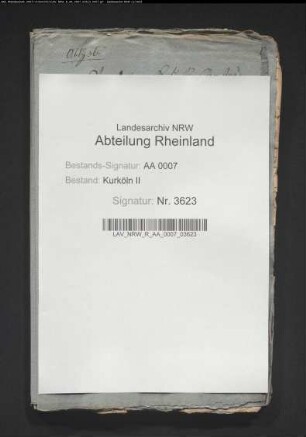 Landesarchiv NRW
Abteilung Rheinland
Bestands-Signatur: AA 0007
Bestand: Kurköln II
Signatur: Nr. 3623
LAV_NRW_R_AA_0007_03623